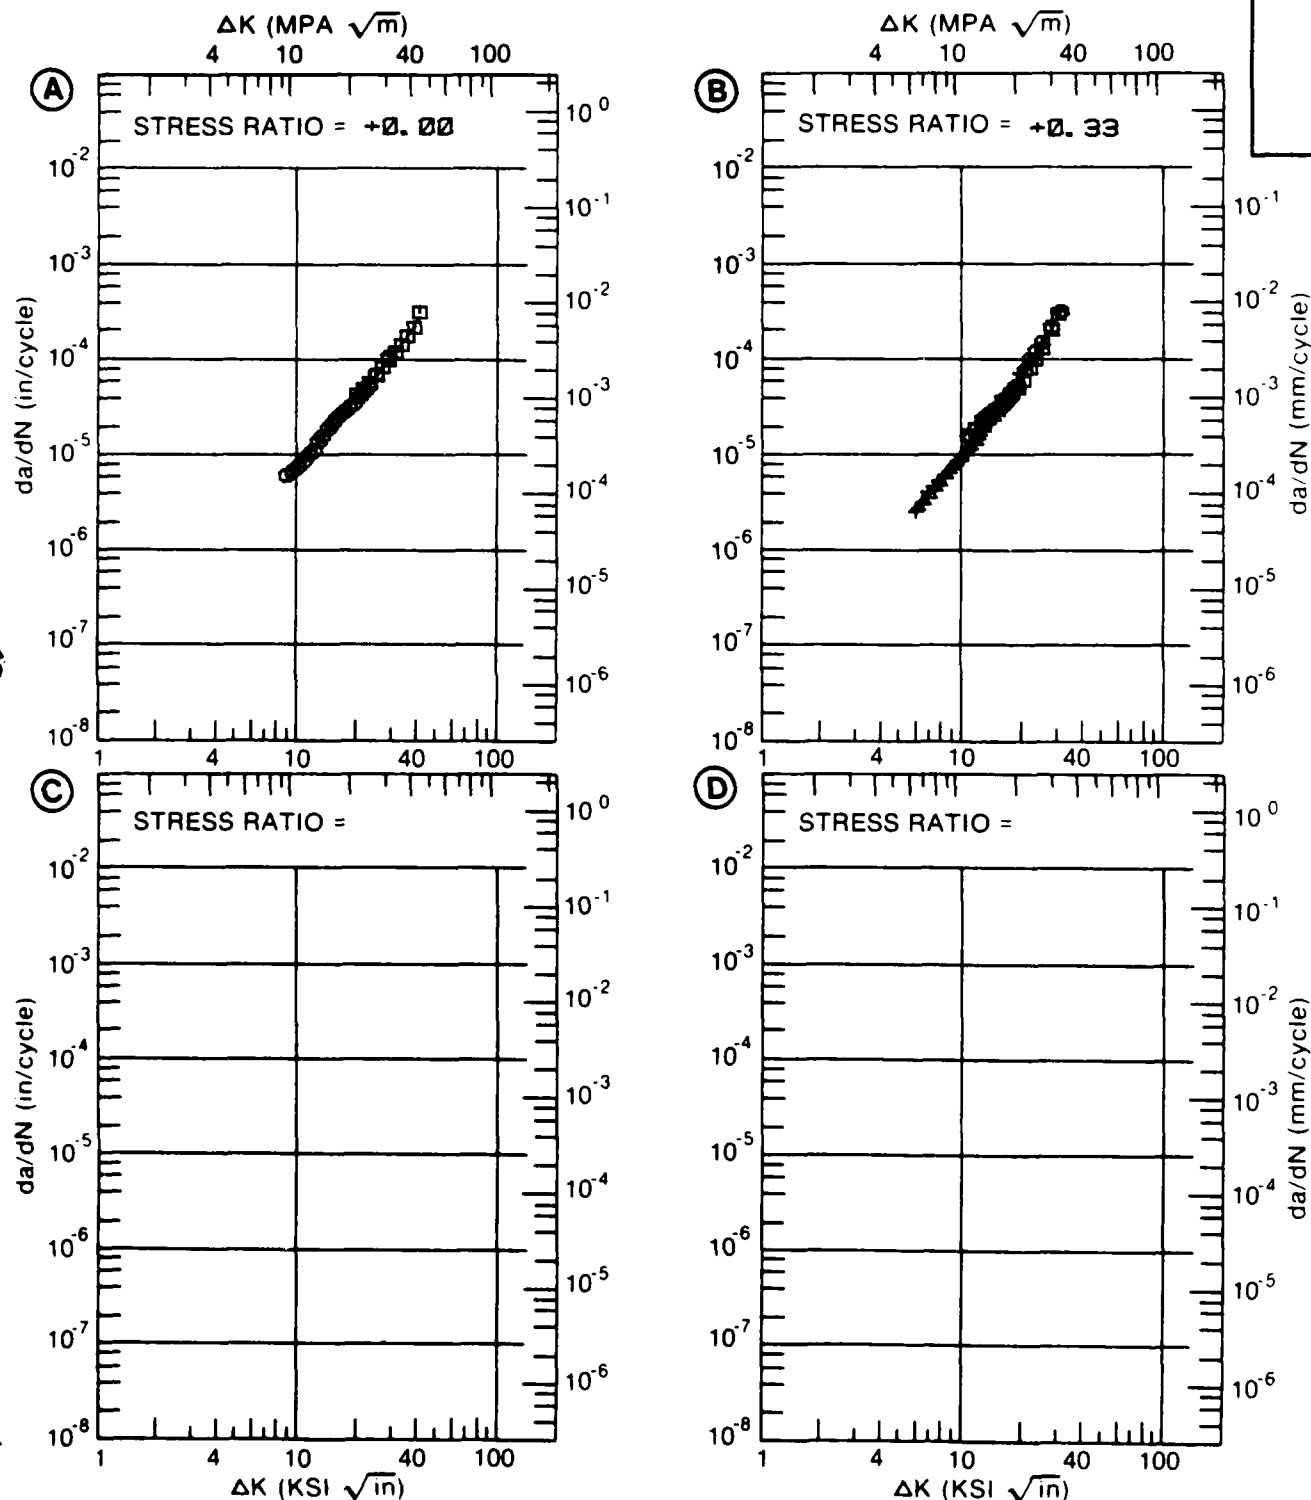 ΔK (MPA √m) ΔK (MPA √m)
4 10 40 100 4 10 40 100
A B
STRESS RATIO = +0.00 STRESS RATIO = +0.33
10⁰
10⁻² 10⁻²
10⁻¹ 10⁻¹
10⁻³ 10⁻³
10⁻² 10⁻²
10⁻⁴ 10⁻⁴
10⁻³ 10⁻³
10⁻⁵ 10⁻⁵
10⁻⁴ 10⁻⁴
10⁻⁶ 10⁻⁶
10⁻⁵ 10⁻⁵
10⁻⁷ 10⁻⁷
10⁻⁶ 10⁻⁶
10⁻⁸ 10⁻⁸
da/dN (in/cycle) da/dN (mm/cycle)
1 4 10 40 100 1 4 10 40 100
C D
STRESS RATIO = STRESS RATIO =
10⁰ 10⁰
10⁻² 10⁻²
10⁻¹ 10⁻¹
10⁻³ 10⁻³
10⁻² 10⁻²
10⁻⁴ 10⁻⁴
10⁻³ 10⁻³
10⁻⁵ 10⁻⁵
10⁻⁴ 10⁻⁴
10⁻⁶ 10⁻⁶
10⁻⁵ 10⁻⁵
10⁻⁷ 10⁻⁷
10⁻⁶ 10⁻⁶
10⁻⁸ 10⁻⁸
da/dN (in/cycle) da/dN (mm/cycle)
1 4 10 40 100 1 4 10 40 100
ΔK (KSI √in) ΔK (KSI √in)